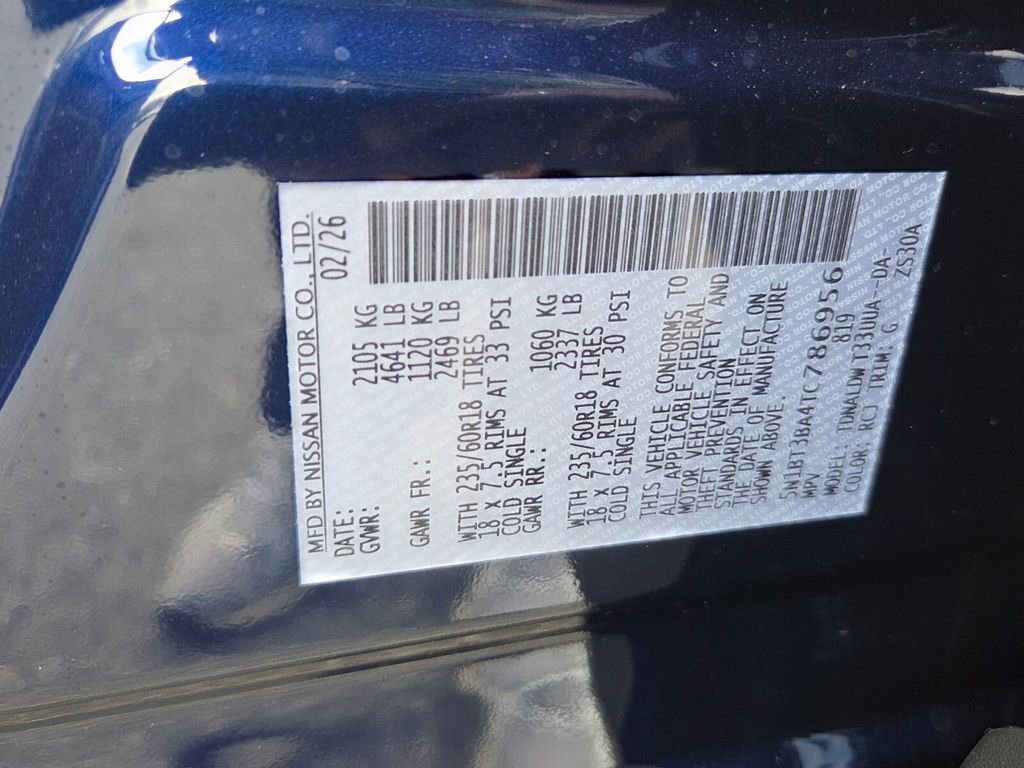 MFD BY NISSAN MOTOR CO., LTD.
DATE: 02/26
GVWR: 2105 KG
4641 LB
GAWR FR.: 1120 KG
2469 LB
WITH 235/60R18 TIRES
18 X 7.5 RIMS AT 33 PSI
COLD SINGLE
GAWR RR.: 1060 KG
2337 LB
WITH 235/60R18 TIRES
18 X 7.5 RIMS AT 30 PSI
COLD SINGLE
THIS VEHICLE CONFORMS TO
ALL APPLICABLE FEDERAL
MOTOR VEHICLE SAFETY AND
THEFT PREVENTION
STANDARDS IN EFFECT ON
THE DATE OF MANUFACTURE
SHOWN ABOVE.
5N1BT3BA4TC786956
MPV 819
MODEL: TDNALDWT33UUA--DA-
COLOR: RCJ TRIM: G ZS30A